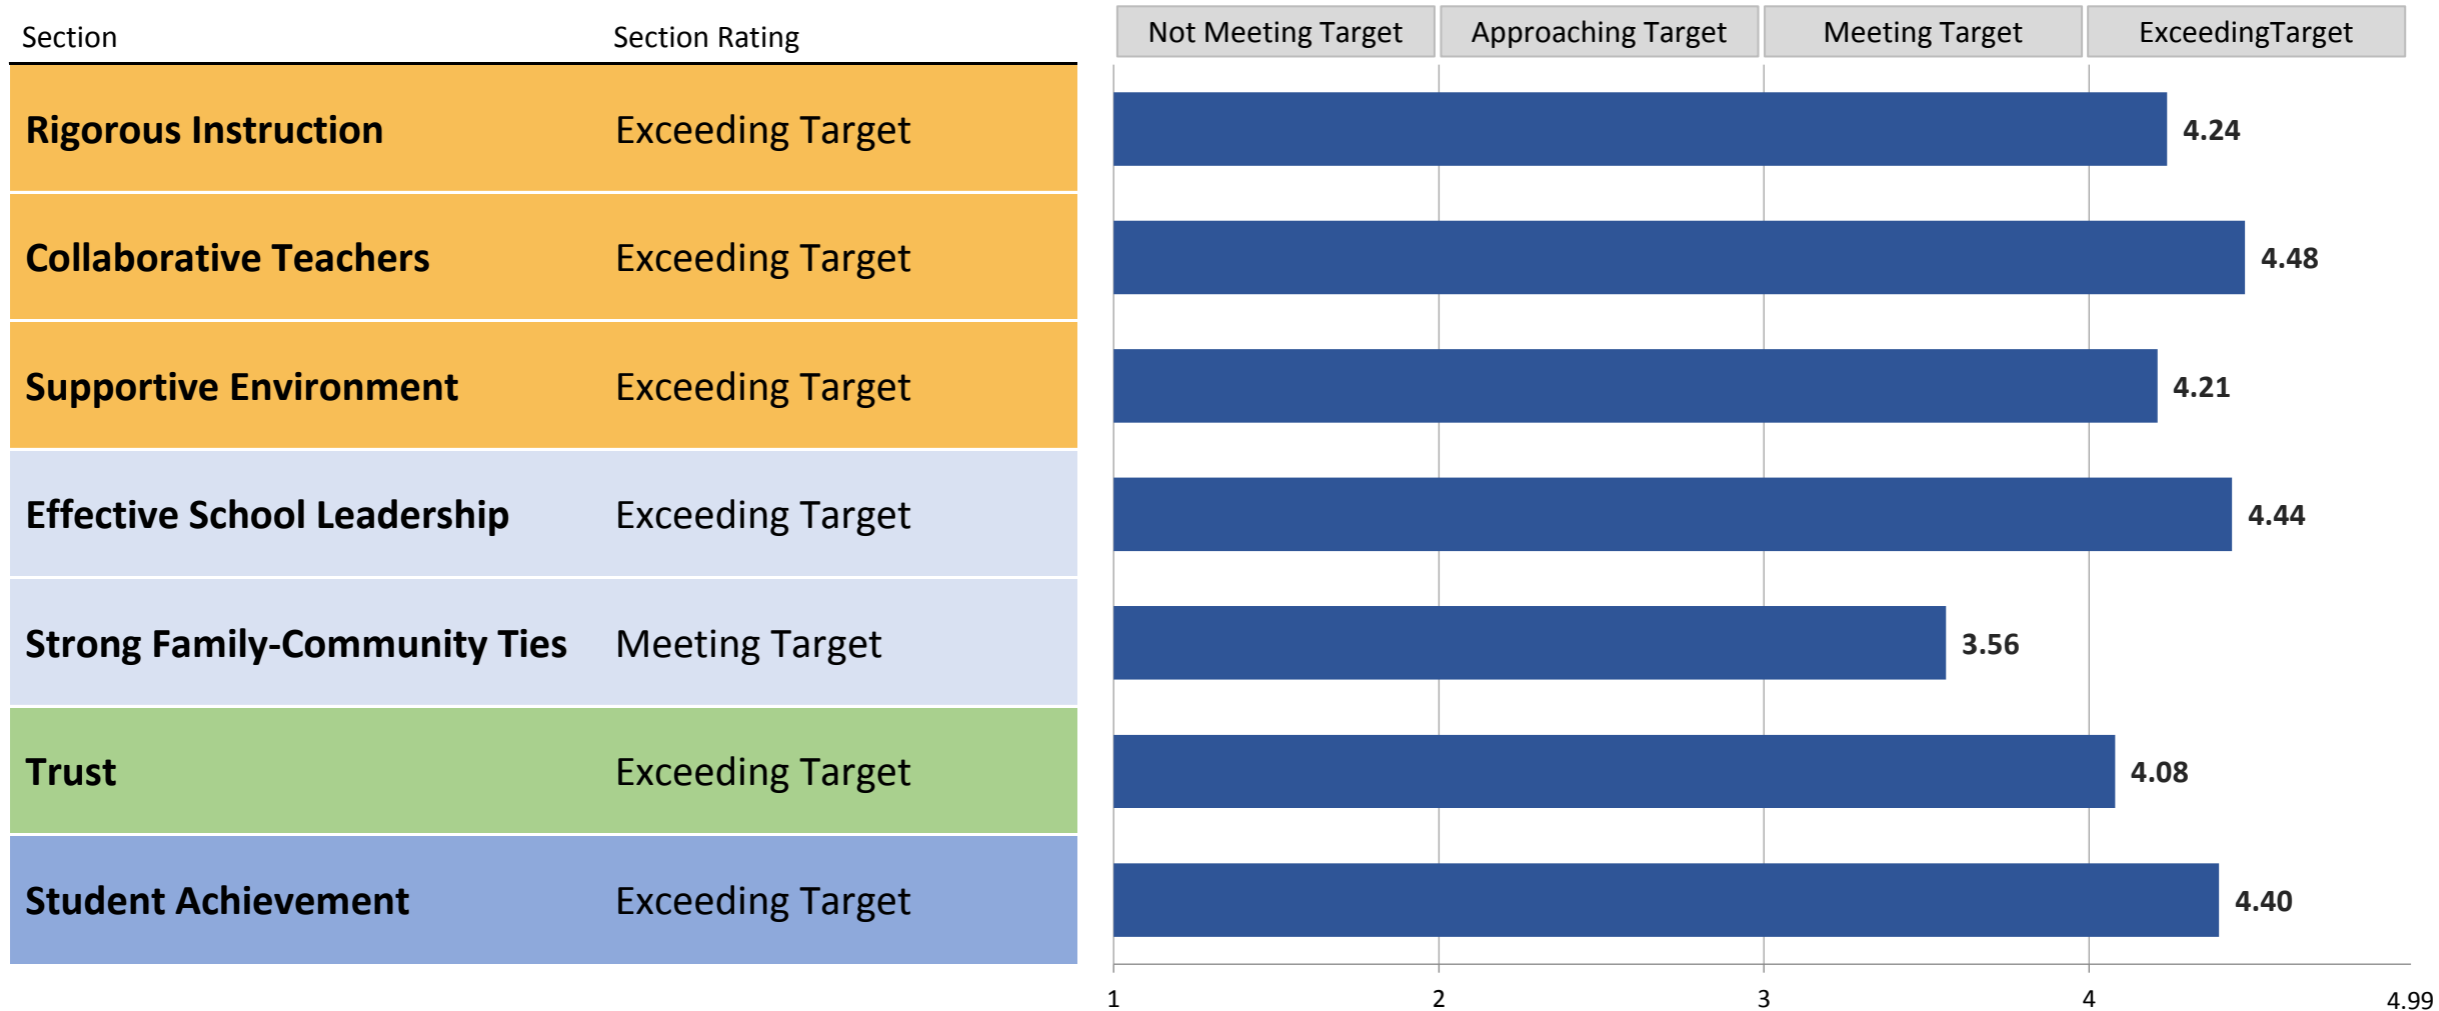 Section Section Rating Not Meeting Target Approaching Target Meeting Target ExceedingTarget
Rigorous Instruction Exceeding Target 4.24
Collaborative Teachers Exceeding Target 4.48
Supportive Environment Exceeding Target 4.21
Effective School Leadership Exceeding Target 4.44
Strong Family-Community Ties Meeting Target 3.56
Trust Exceeding Target 4.08
Student Achievement Exceeding Target 4.40
1 2 3 4 4.99